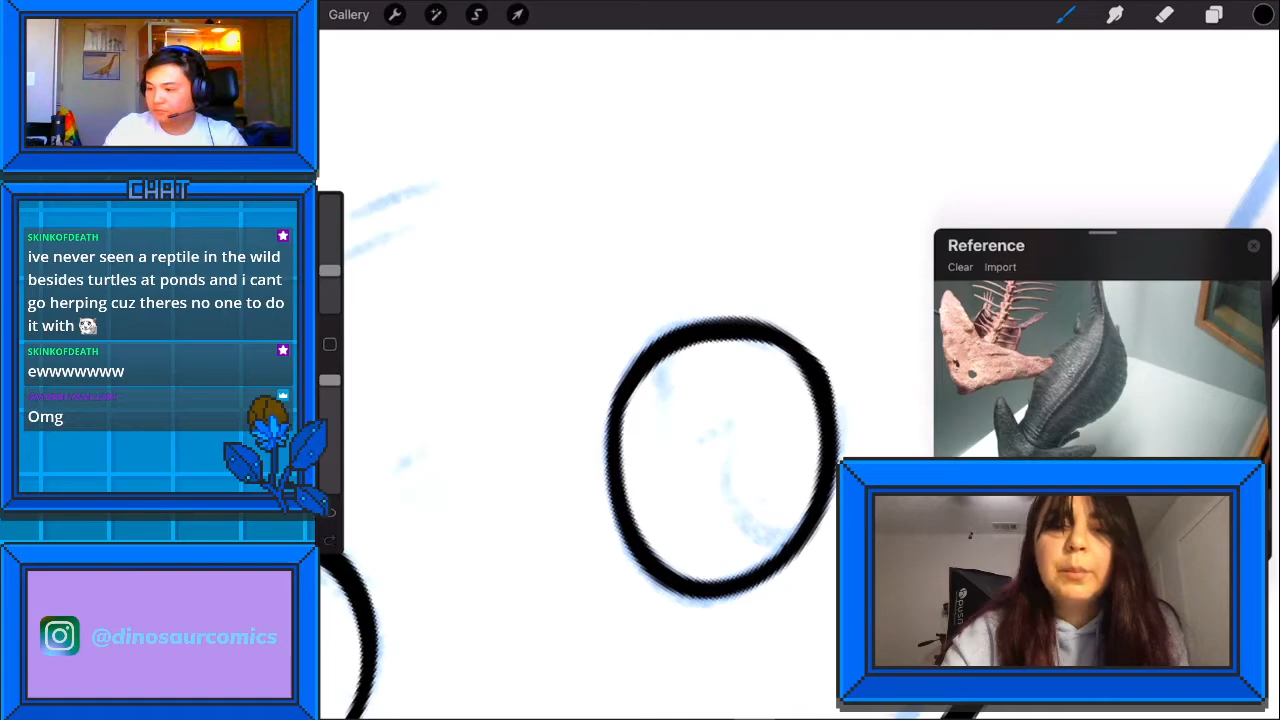 Gallery
CHAT
SKINKOFDEATH
ive never seen a reptile in the wild
besides turtles at ponds and i cant
go herping cuz theres no one to do
it with
SKINKOFDEATH
ewwwwwwww
Omg
@dinosaurcomics
Reference
Clear Import